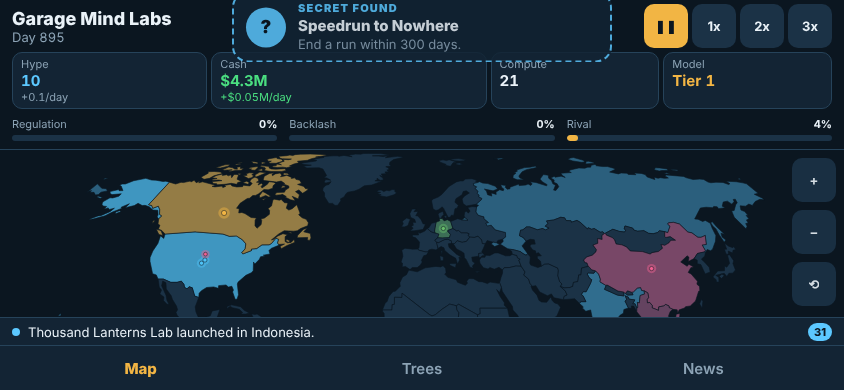 Garage Mind Labs
Day 895
?
SECRET FOUND
Speedrun to Nowhere
End a run within 300 days.
1x
2x
3x
Hype
10
+0.1/day
Cash
$4.3M
+$0.05M/day
Compute
21
Model
Tier 1
Regulation 0%
Backlash 0%
Rival 4%
+
−
⟲
Thousand Lanterns Lab launched in Indonesia.
31
Map
Trees
News